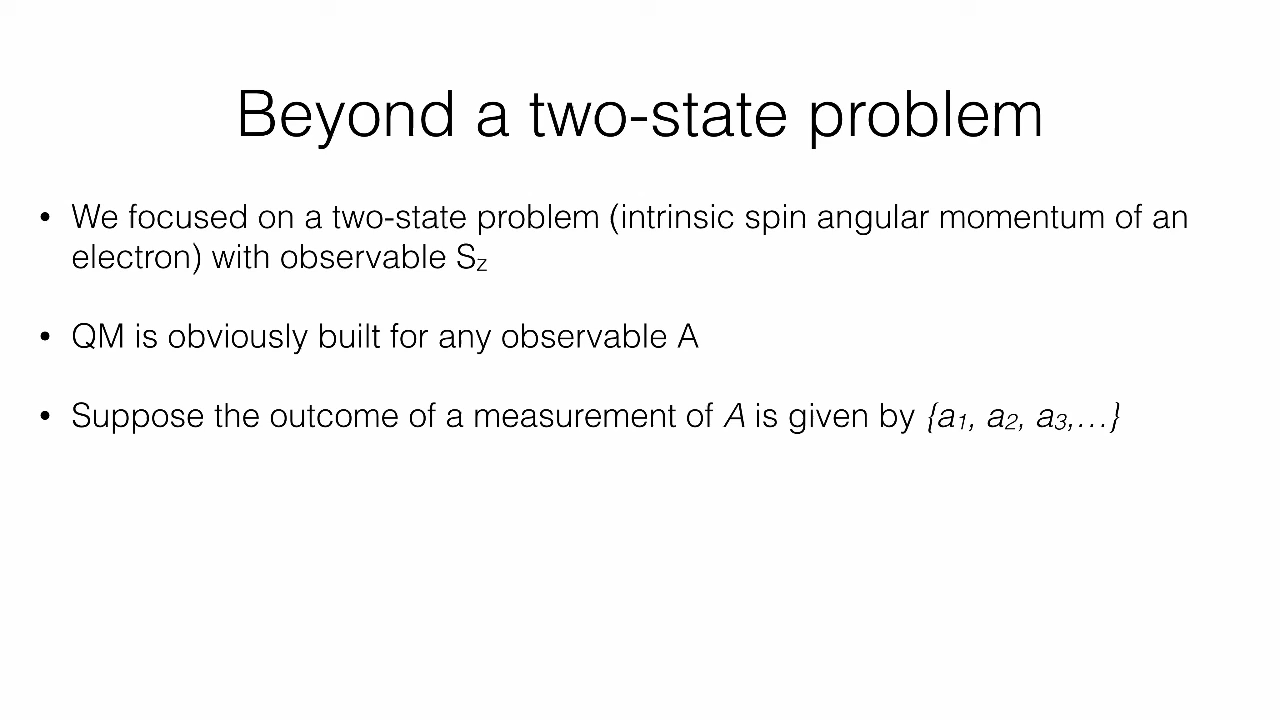 Beyond a two-state problem
• We focused on a two-state problem (intrinsic spin angular momentum of an
electron) with observable Sz
• QM is obviously built for any observable A
• Suppose the outcome of a measurement of A is given by {a1, a2, a3,…}